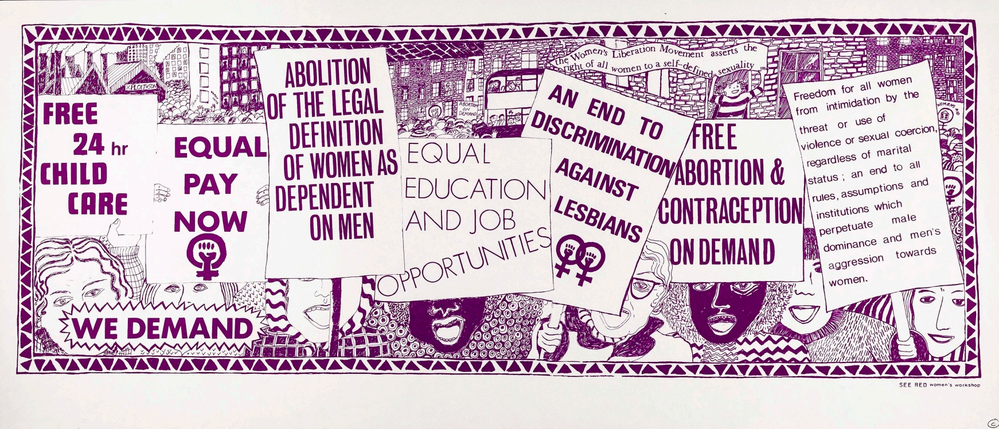 FREE
24 hr
CHILD
CARE
EQUAL
PAY
NOW
ABOLITION
OF THE LEGAL
DEFINITION
OF WOMEN AS
DEPENDENT
ON MEN
EQUAL
EDUCATION
AND JOB
OPPORTUNITIES
the Women's Liberation Movement asserts the
right of all women to a self-defined sexuality
AN END TO
DISCRIMINATION
AGAINST
LESBIANS
FREE
ABORTION &
CONTRACEPTION
ON DEMAND
Freedom for all women
from intimidation by the
threat or use of
violence or sexual coercion,
regardless of marital
status ; an end to all
rules, assumptions and
institutions which
perpetuate male
dominance and men's
aggression towards
women.
X.PLOIT & SON
ABORTION
ON
DEMAND
WOMENS AID
WE DEMAND
SEE RED women's workshop
©